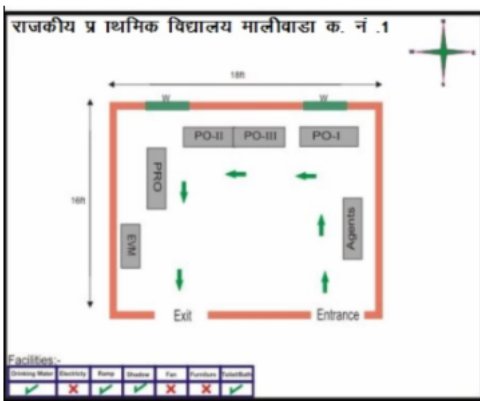 राजकीय प्र ाथमिक विद्यालय मालीवाडा क. नं .1
18ft
W W
PO-II PO-III PO-I
PRO
16ft
Agents
EVM
Exit Entrance
Facilities:-
Drinking Water Electricity Ramp Shadow Fan Furniture Toilet/Bath